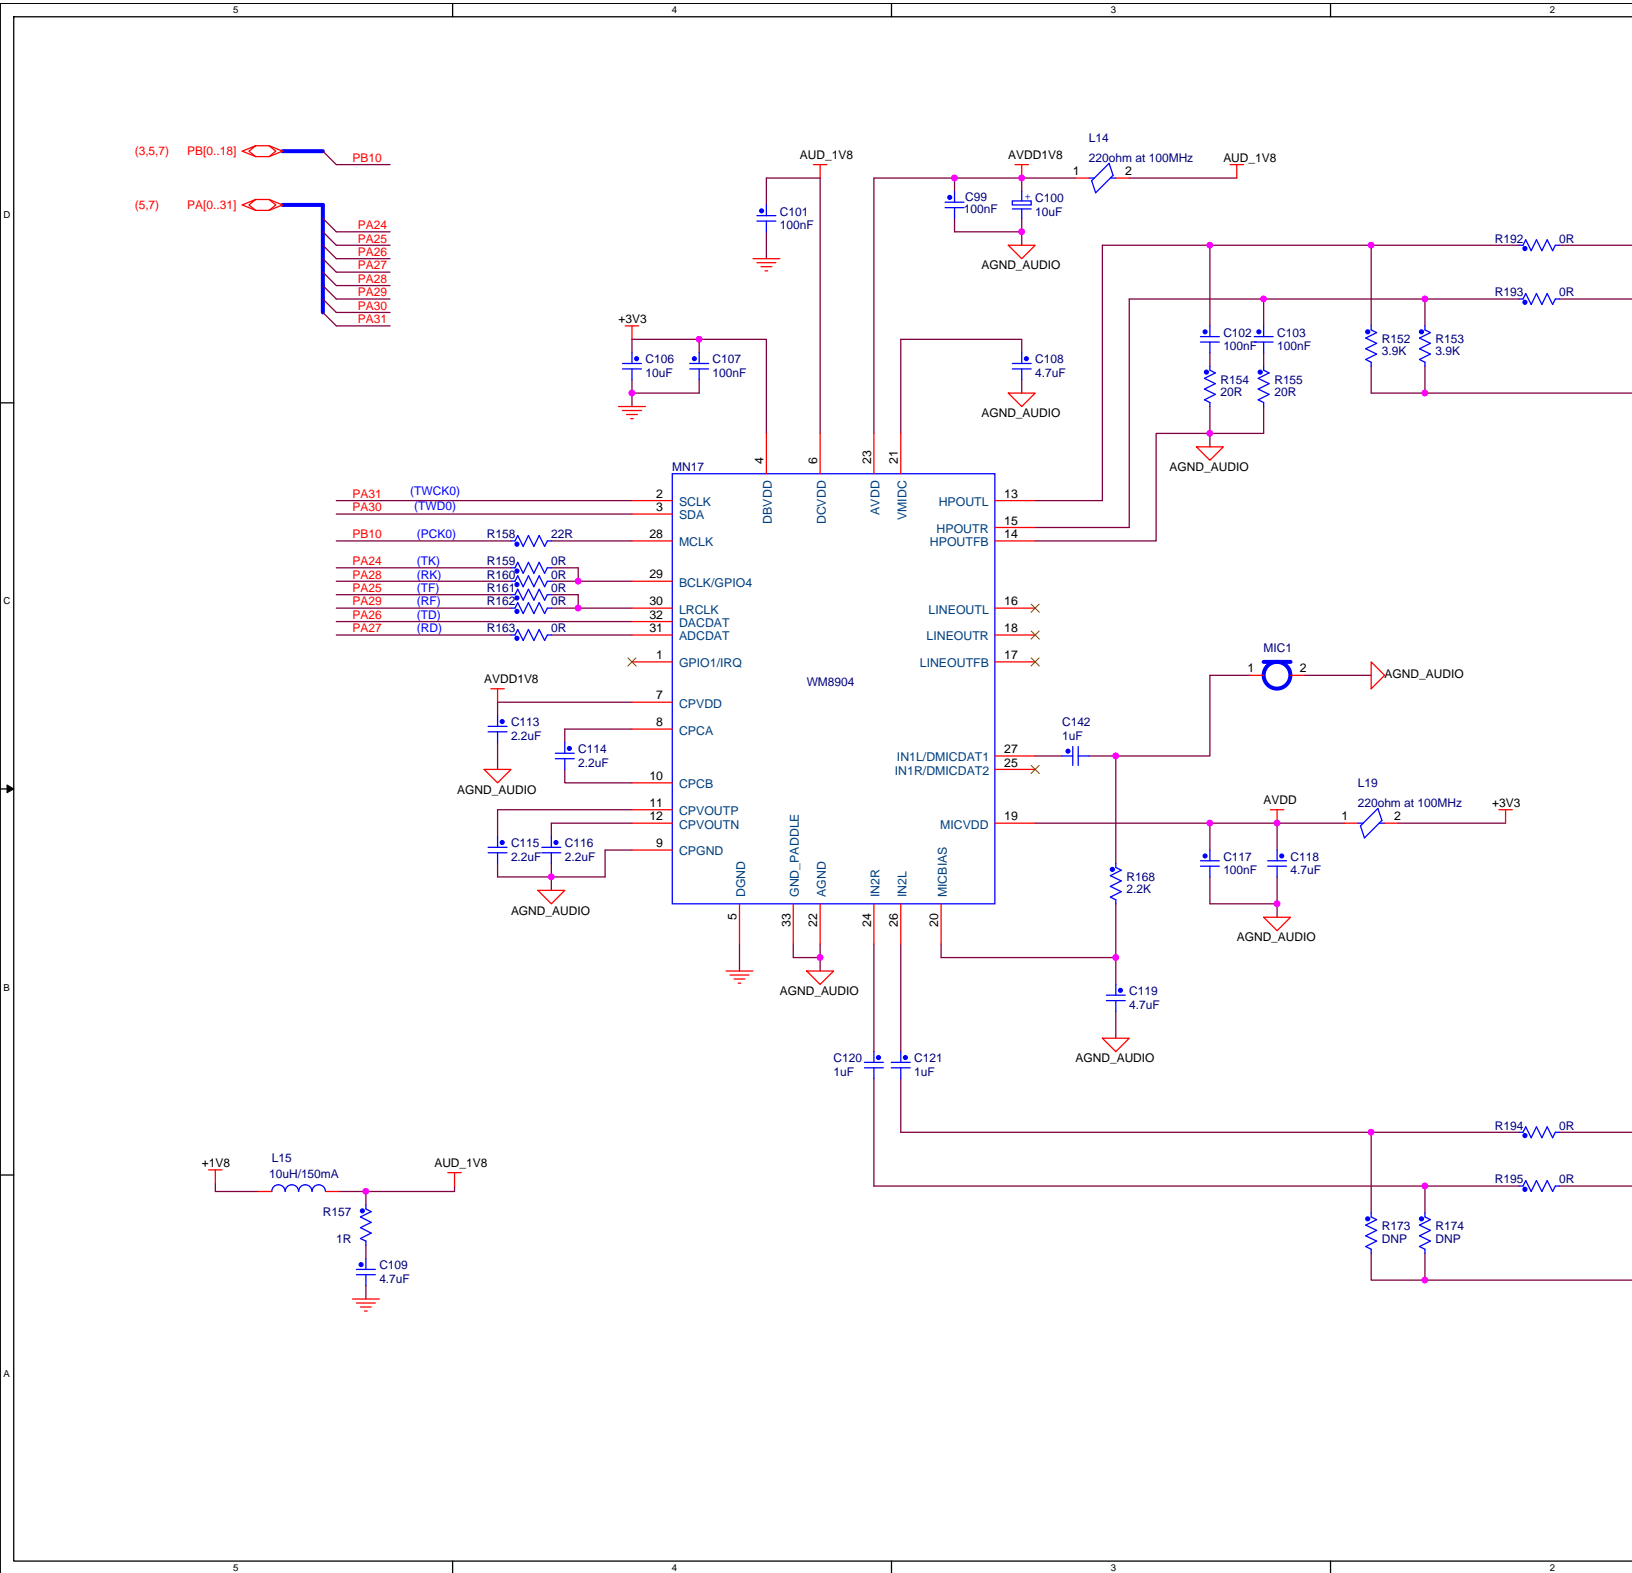 5 4 3 2
D
C
B
A
(3,5,7) PB[0..18]
PB10
(5,7) PA[0..31]
PA24
PA25
PA26
PA27
PA28
PA29
PA30
PA31
AUD_1V8
C101
100nF
AVDD1V8
C99
100nF
C100
10uF
AGND_AUDIO
L14
220ohm at 100MHz
1 2
AUD_1V8
R192 0R
R193 0R
+3V3
C106
10uF
C107
100nF
C108
4.7uF
AGND_AUDIO
C102
100nF
C103
100nF
R154
20R
R155
20R
R152
3.9K
R153
3.9K
AGND_AUDIO
MN17
4 6 23 21
DBVDD DCVDD AVDD VMIDC
PA31 (TWCK0) 2 SCLK
PA30 (TWD0) 3 SDA
PB10 (PCK0) R158 22R 28 MCLK
PA24 (TK) R159 0R
PA28 (RK) R160 0R 29 BCLK/GPIO4
PA25 (TF) R161 0R
PA29 (RF) R162 0R 30 LRCLK
PA26 (TD) 32 DACDAT
PA27 (RD) R163 0R 31 ADCDAT
1 GPIO1/IRQ
HPOUTL 13
HPOUTR 15
HPOUTFB 14
LINEOUTL 16
LINEOUTR 18
LINEOUTFB 17
WM8904
AVDD1V8
7 CPVDD
C113
2.2uF
AGND_AUDIO
8 CPCA
C114
2.2uF
10 CPCB
11 CPVOUTP
12 CPVOUTN
9 CPGND
C115
2.2uF
C116
2.2uF
AGND_AUDIO
MIC1
1 2
AGND_AUDIO
C142
1uF
IN1L/DMICDAT1 27
IN1R/DMICDAT2 25
MICVDD 19
AVDD
L19
220ohm at 100MHz
1 2
+3V3
C117
100nF
C118
4.7uF
AGND_AUDIO
R168
2.2K
DGND GND_PADDLE AGND IN2R IN2L MICBIAS
5 33 22 24 26 20
AGND_AUDIO
C119
4.7uF
AGND_AUDIO
C120
1uF
C121
1uF
R194 0R
R195 0R
R173
DNP
R174
DNP
+1V8
L15
10uH/150mA
AUD_1V8
R157
1R
C109
4.7uF
5 4 3 2